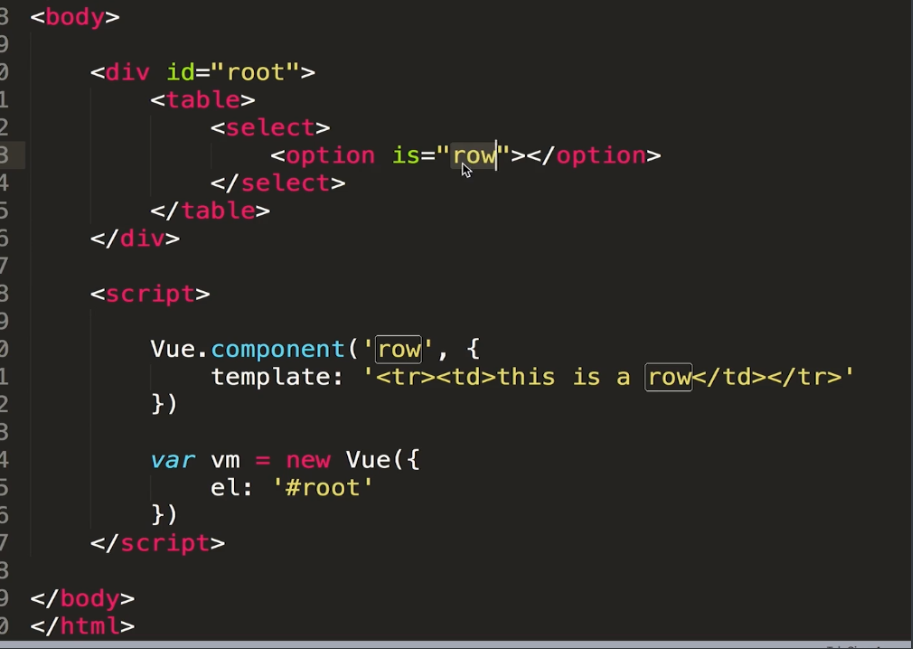 8 <body>
9
0 <div id="root">
1 <table>
2 <select>
3 <option is="row"></option>
4 </select>
5 </table>
6 </div>
7
8 <script>
9
0 Vue.component('row', {
1 template: '<tr><td>this is a row</td></tr>'
2 })
3
4 var vm = new Vue({
5 el: '#root'
6 })
7 </script>
8
9 </body>
0 </html>